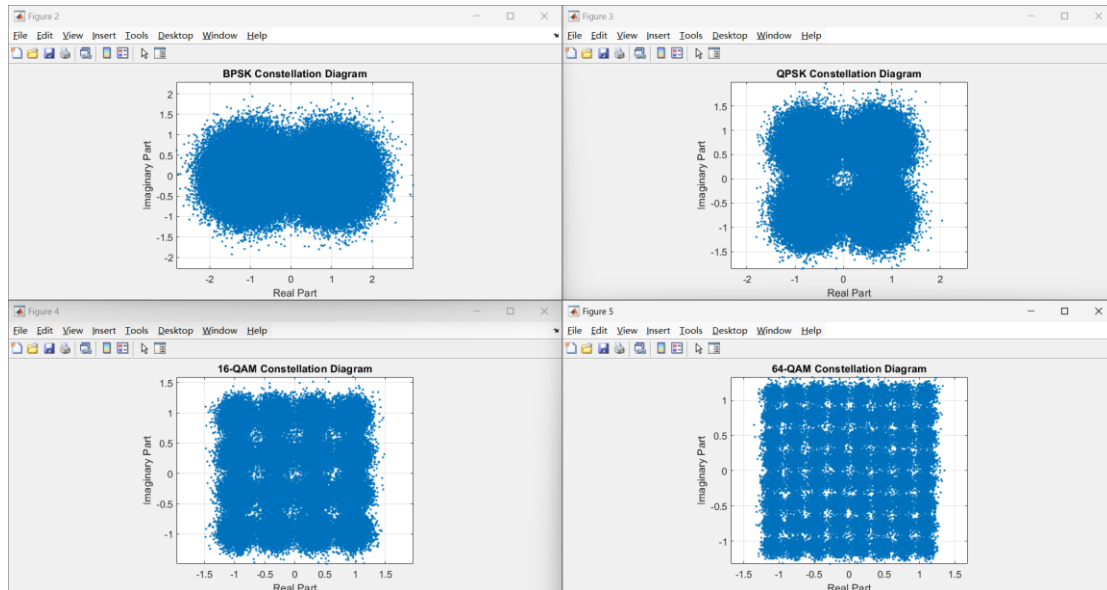 Figure 2
File Edit View Insert Tools Desktop Window Help
BPSK Constellation Diagram
2
1.5
1
0.5
0
-0.5
-1
-1.5
-2
Imaginary Part
-2 -1 0 1 2
Real Part
Figure 3
File Edit View Insert Tools Desktop Window Help
QPSK Constellation Diagram
1.5
1
0.5
0
-0.5
-1
-1.5
Imaginary Part
-2 -1 0 1 2
Real Part
Figure 4
File Edit View Insert Tools Desktop Window Help
16-QAM Constellation Diagram
1.5
1
0.5
0
-0.5
-1
Imaginary Part
-1.5 -1 -0.5 0 0.5 1 1.5
Real Part
Figure 5
File Edit View Insert Tools Desktop Window Help
64-QAM Constellation Diagram
1
0.5
0
-0.5
-1
Imaginary Part
-1.5 -1 -0.5 0 0.5 1 1.5
Real Part